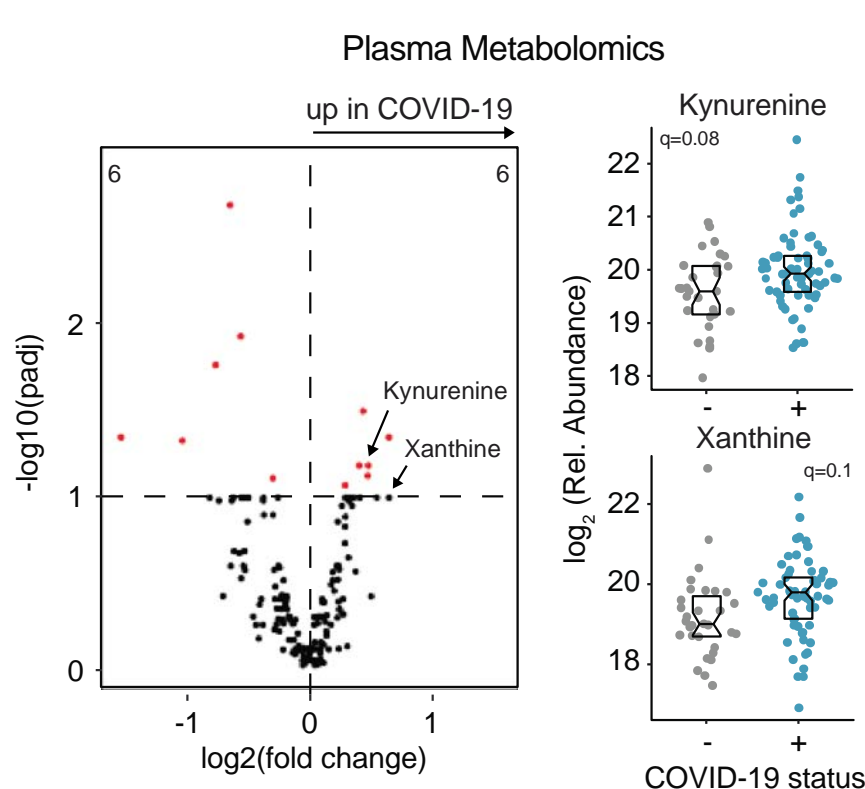 Plasma Metabolomics
up in COVID-19
6
6
Kynurenine
Xanthine
2
1
0
-log10(padj)
-1
0
1
log2(fold change)
Kynurenine
q=0.08
22
21
20
19
18
-
+
Xanthine
q=0.1
22
20
18
-
+
log2 (Rel. Abundance)
COVID-19 status